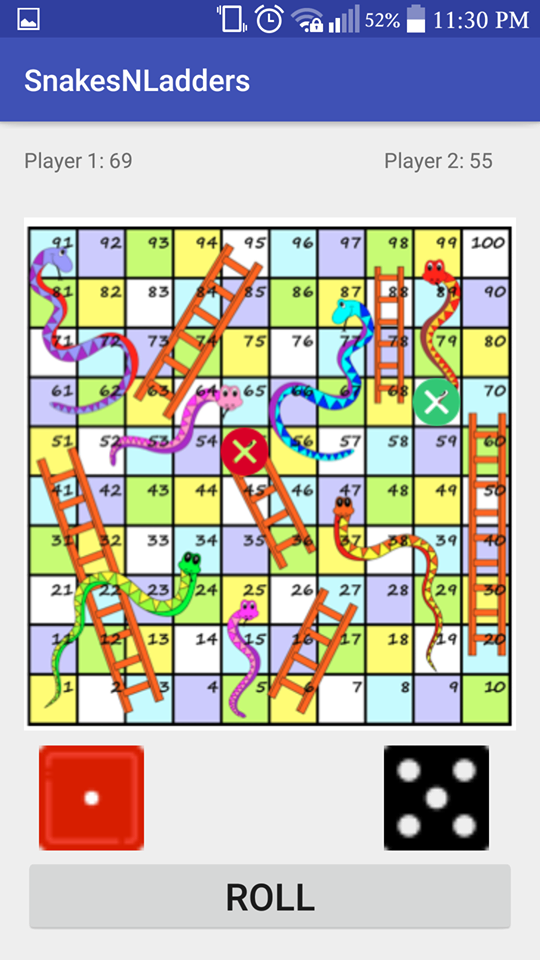 52% 11:30 PM
SnakesNLadders
Player 1: 69 Player 2: 55
91 92 93 94 95 96 97 98 99 100
81 82 83 84 85 86 87 88 89 90
71 72 73 74 75 76 77 78 79 80
61 62 63 64 65 66 67 68 70
51 52 53 54 56 57 58 59 60
41 42 43 44 45 46 47 48 49 50
31 32 33 34 35 36 37 38 39 40
21 22 23 24 25 26 27 28 29 30
11 12 13 14 15 16 17 18 19 20
1 2 3 4 5 6 7 8 9 10
ROLL